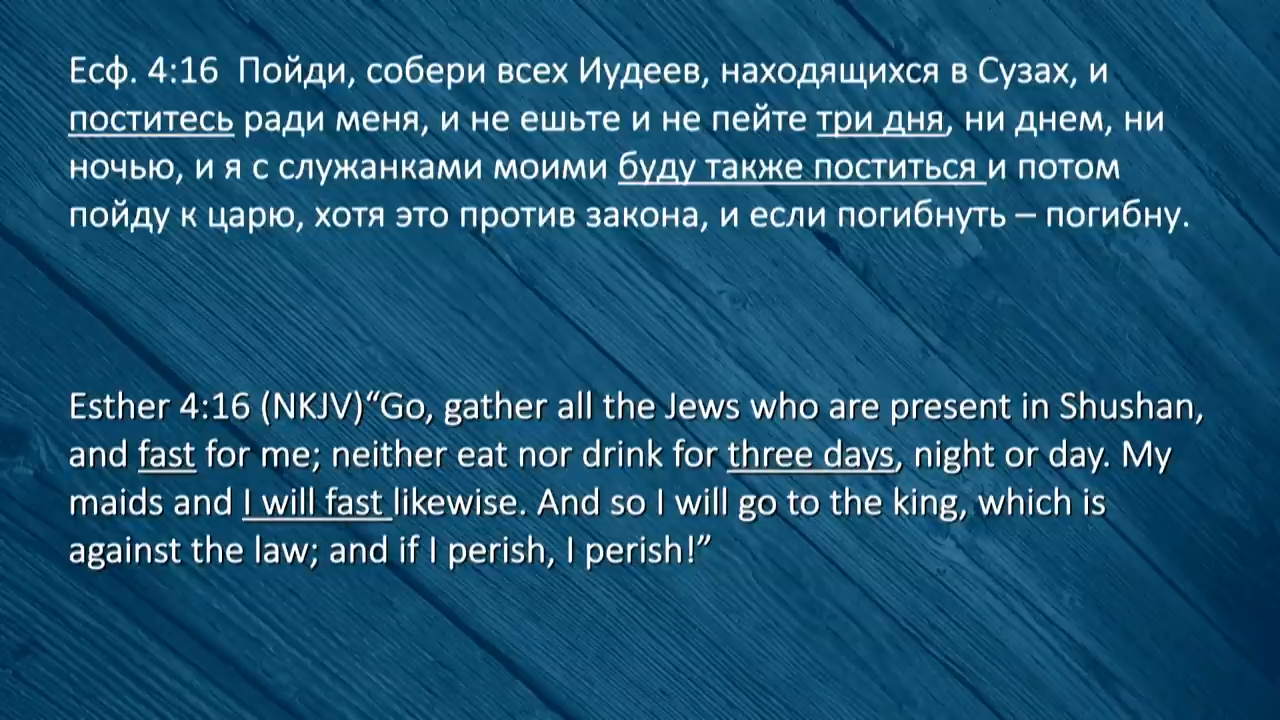 Есф. 4:16  Пойди, собери всех Иудеев, находящихся в Сузах, и
поститесь ради меня, и не ешьте и не пейте три дня, ни днем, ни
ночью, и я с служанками моими буду также поститься и потом
пойду к царю, хотя это против закона, и если погибнуть – погибну.
Esther 4:16 (NKJV)“Go, gather all the Jews who are present in Shushan,
and fast for me; neither eat nor drink for three days, night or day. My
maids and I will fast likewise. And so I will go to the king, which is
against the law; and if I perish, I perish!”